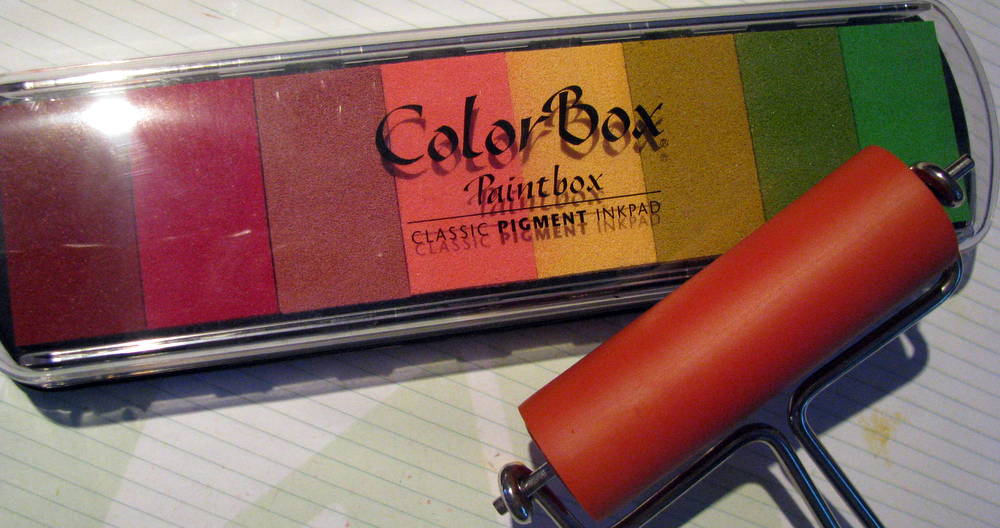 ColorBox®
Paintbox
CLASSIC PIGMENT INKPAD